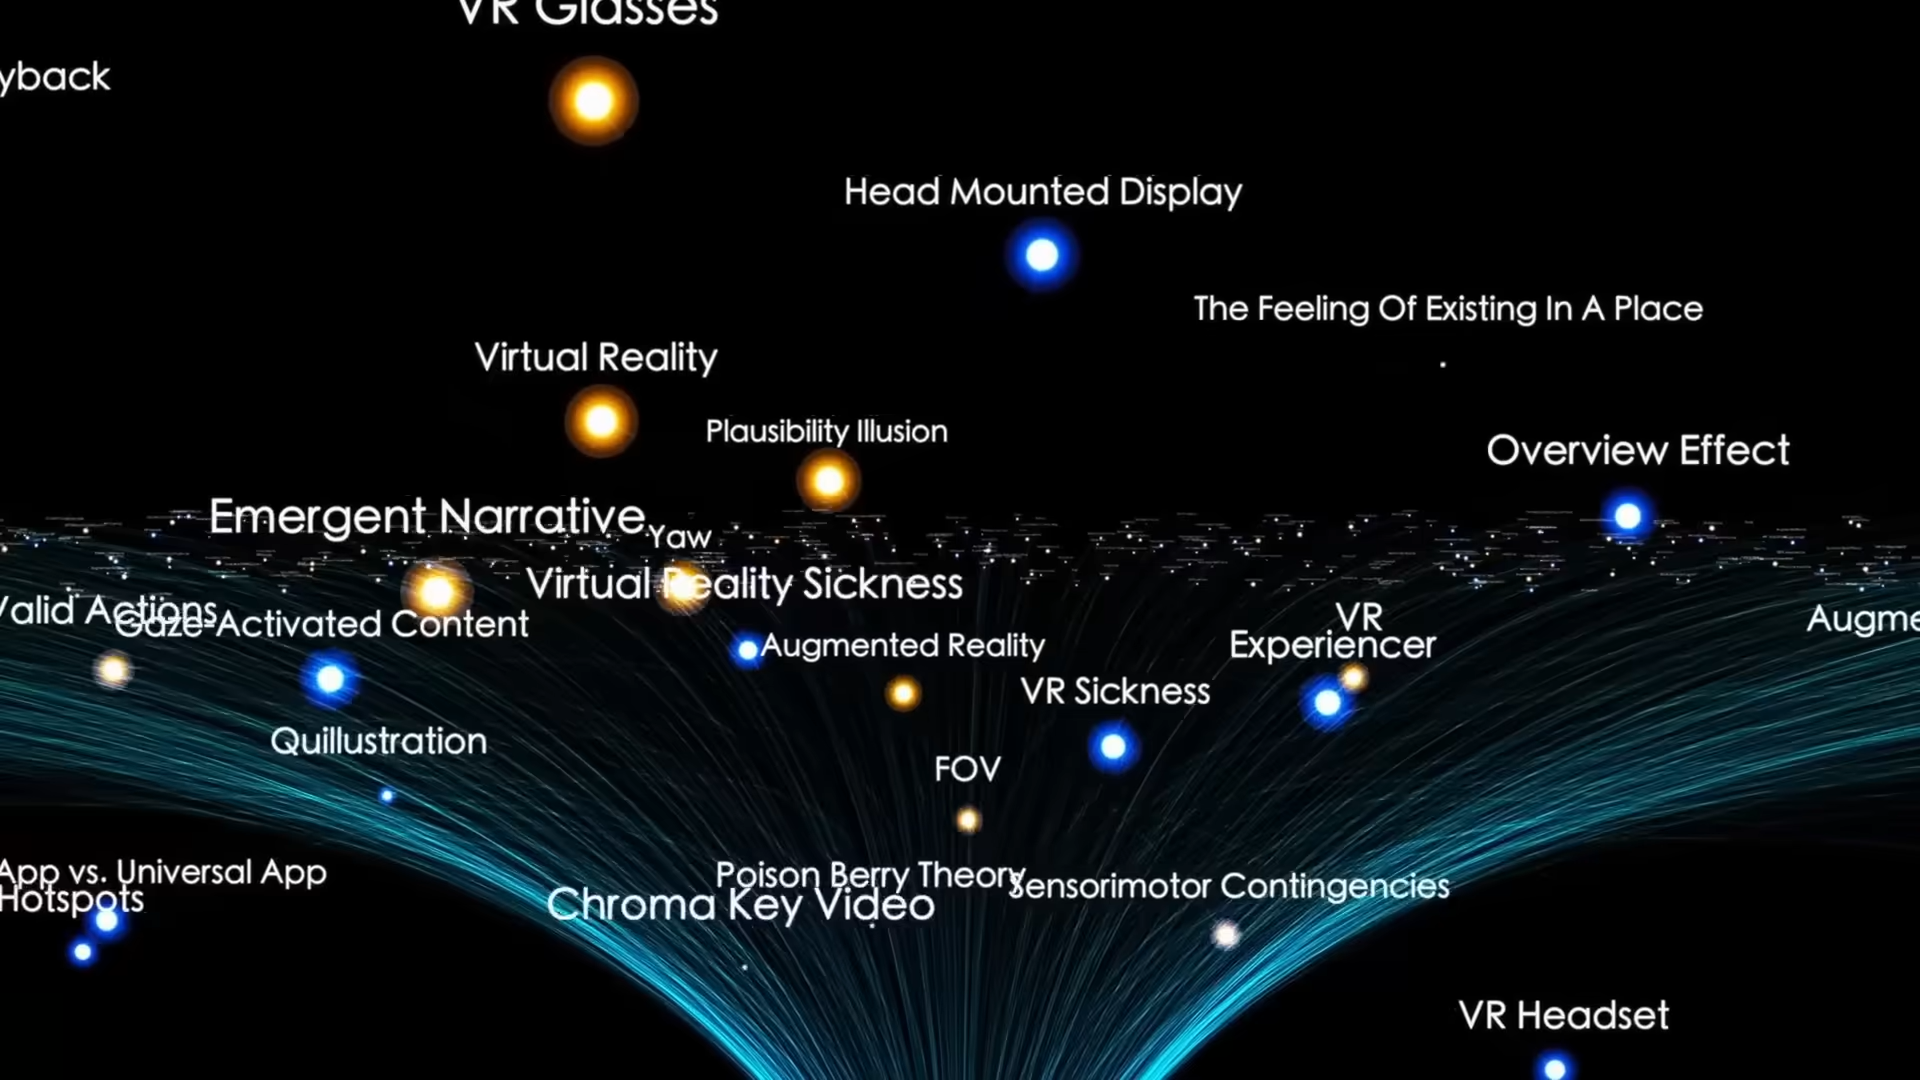 VR Glasses
yback
Head Mounted Display
The Feeling Of Existing In A Place
Virtual Reality
Plausibility Illusion
Overview Effect
Emergent Narrative
Yaw
Virtual Reality Sickness
Valid Actions
Gaze-Activated Content
VR
Experiencer
Augme
Augmented Reality
VR Sickness
Quillustration
FOV
App vs. Universal App
Hotspots
Poison Berry Theory
Chroma Key Video
Sensorimotor Contingencies
VR Headset